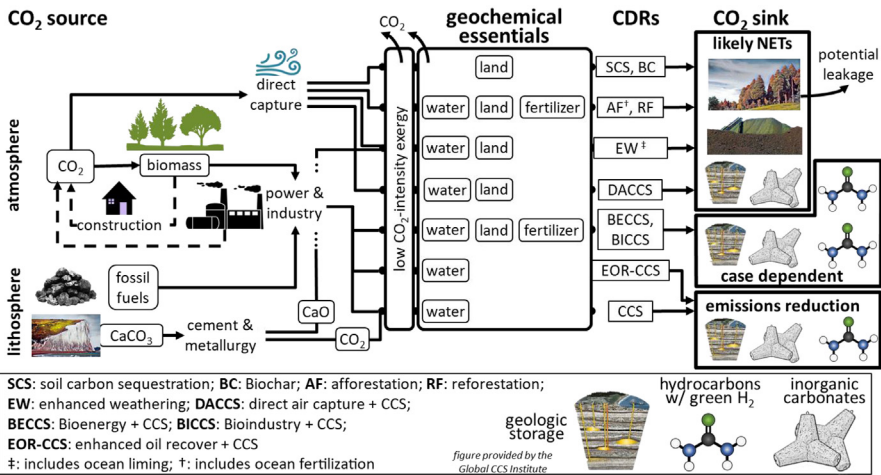 CO₂ source
CO₂
geochemical
essentials
CDRs
CO₂ sink
likely NETs
potential
leakage
direct
capture
land
SCS, BC
water
land
fertilizer
AF†, RF
atmosphere
CO₂
biomass
water
land
EW ‡
low CO₂-intensity exergy
power &
industry
construction
water
land
DACCS
water
land
fertilizer
BECCS,
BICCS
case dependent
lithosphere
fossil
fuels
water
EOR-CCS
CaO
emissions reduction
CaCO₃
cement &
metallurgy
CO₂
water
CCS
SCS: soil carbon sequestration; BC: Biochar; AF: afforestation; RF: reforestation;
EW: enhanced weathering; DACCS: direct air capture + CCS;
BECCS: Bioenergy + CCS; BICCS: Bioindustry + CCS;
EOR-CCS: enhanced oil recover + CCS
‡: includes ocean liming; †: includes ocean fertilization
geologic
storage
figure provided by the
Global CCS Institute
hydrocarbons
w/ green H₂
inorganic
carbonates